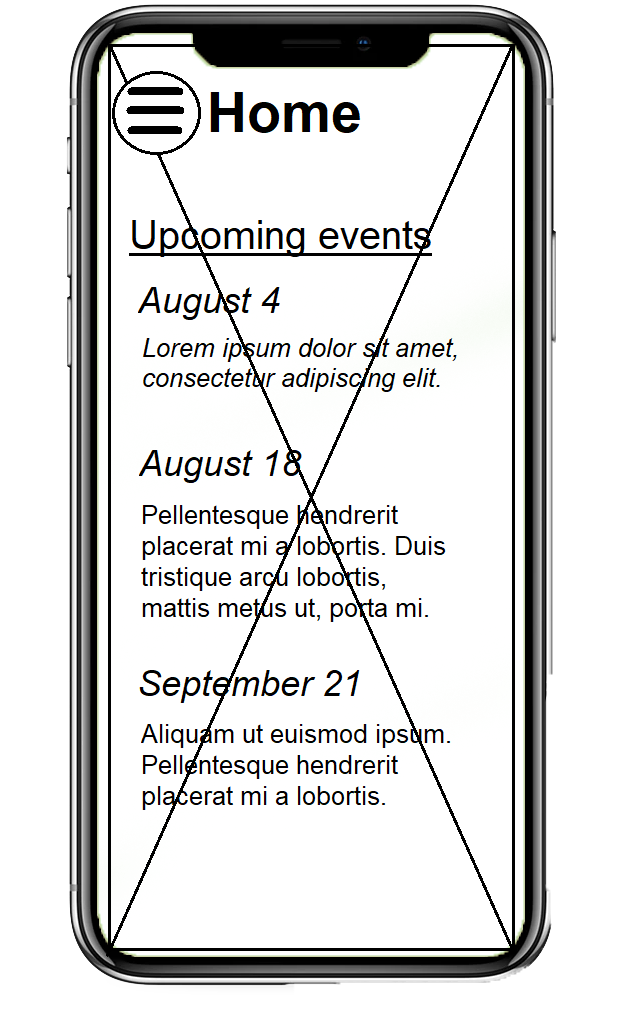 Home
Upcoming events
August 4
Lorem ipsum dolor sit amet,
consectetur adipiscing elit.
August 18
Pellentesque hendrerit
placerat mi a lobortis. Duis
tristique arcu lobortis,
mattis metus ut, porta mi.
September 21
Aliquam ut euismod ipsum.
Pellentesque hendrerit
placerat mi a lobortis.